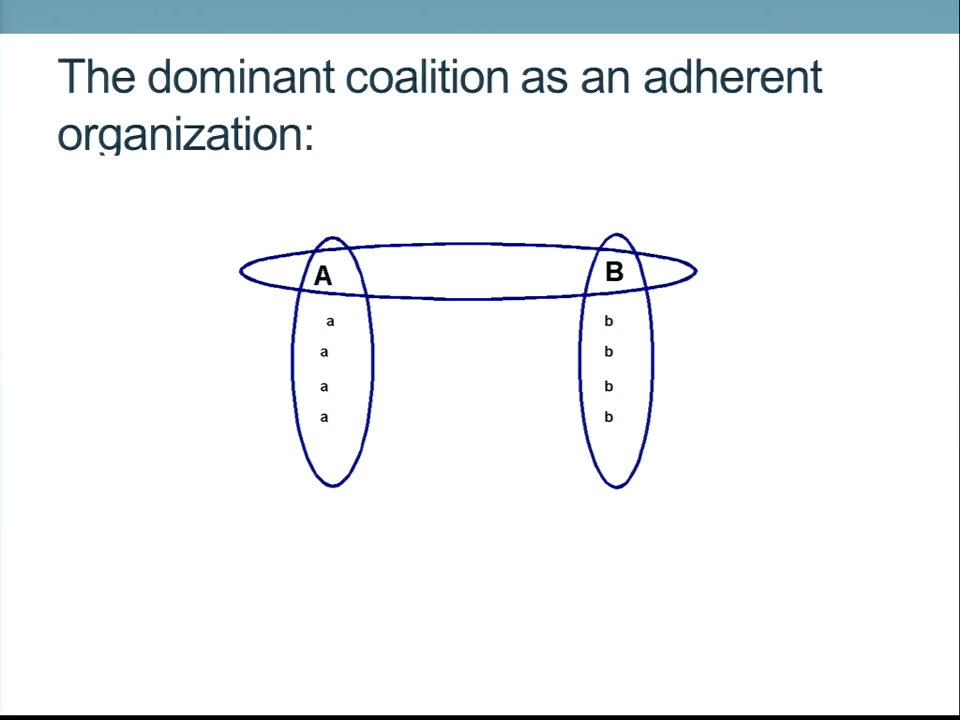 The dominant coalition as an adherent
organization:
A B
a b
a b
a b
a b